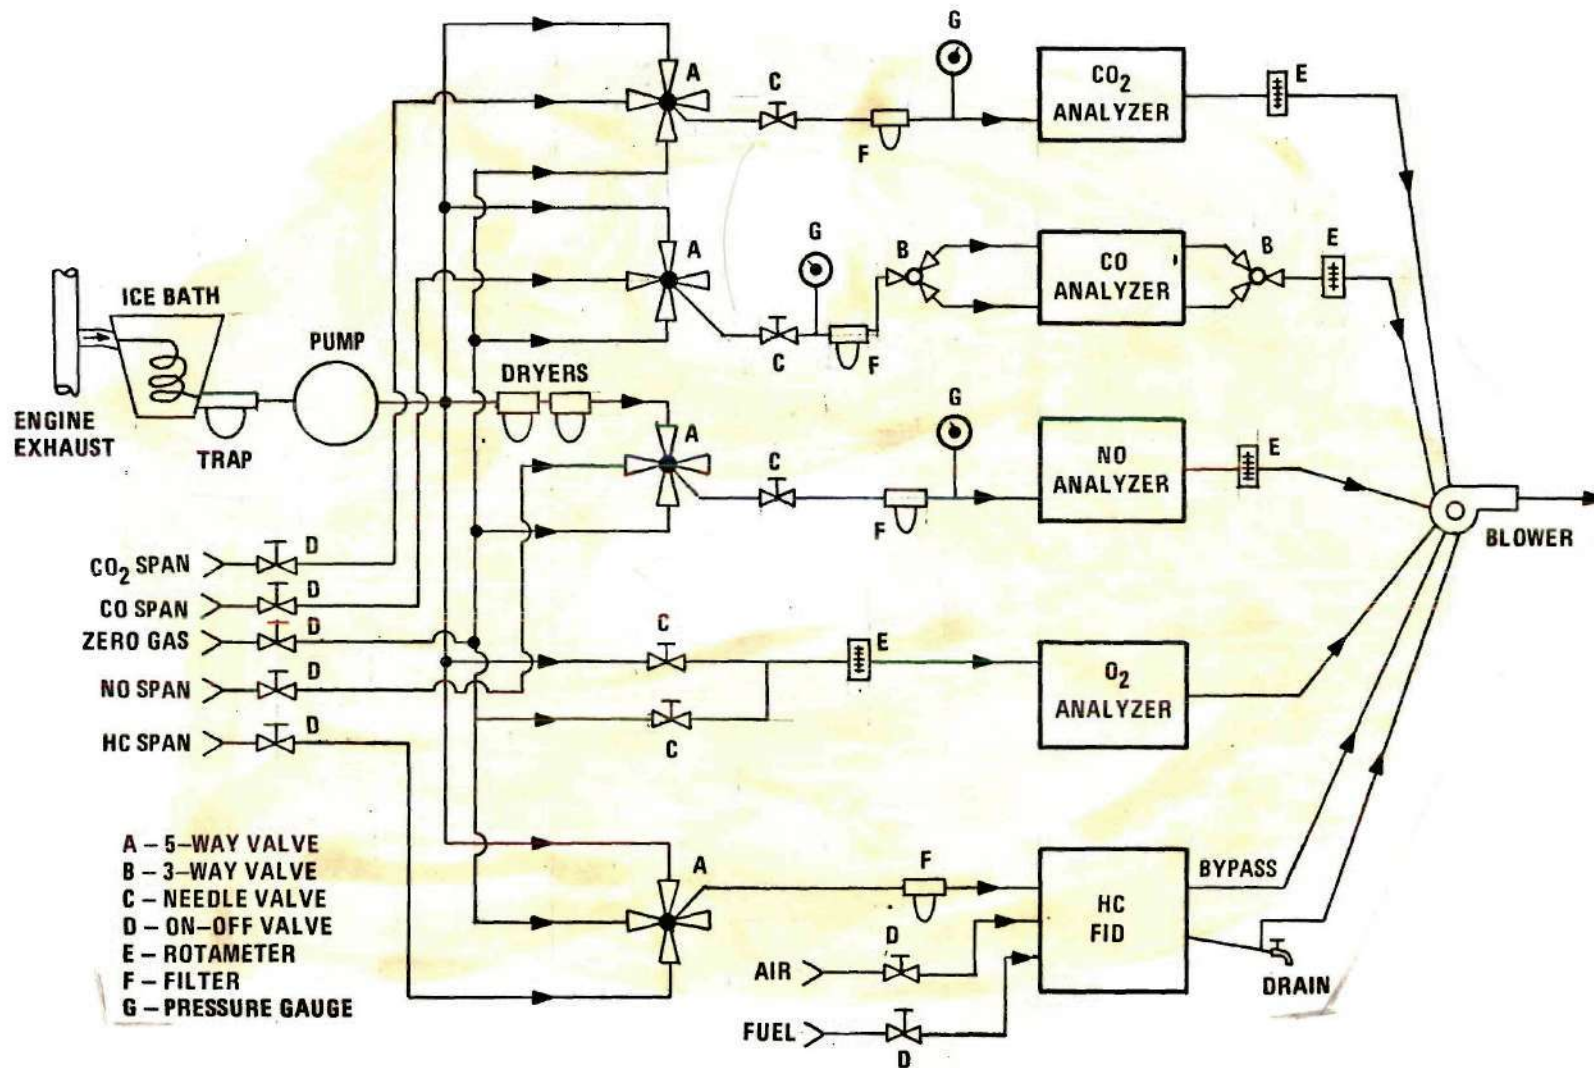 G
A
C
F
CO2
ANALYZER
E
A
G
B
C
F
CO
ANALYZER
B
E
ICE BATH
PUMP
DRYERS
ENGINE
EXHAUST
TRAP
A
C
G
F
NO
ANALYZER
E
BLOWER
CO2 SPAN
D
CO SPAN
D
ZERO GAS
D
NO SPAN
D
HC SPAN
D
C
C
E
O2
ANALYZER
A
F
HC
FID
BYPASS
DRAIN
AIR
D
FUEL
D
A – 5–WAY VALVE
B – 3–WAY VALVE
C – NEEDLE VALVE
D – ON–OFF VALVE
E – ROTAMETER
F – FILTER
G – PRESSURE GAUGE